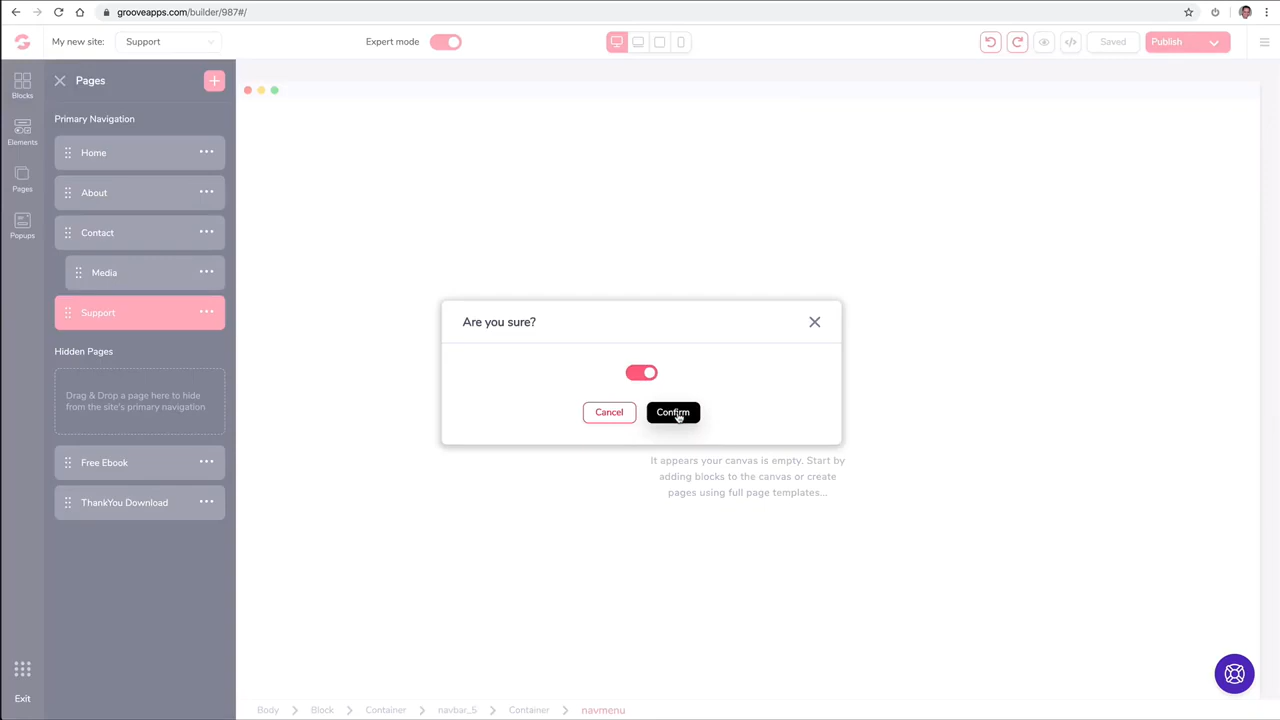 grooveapps.com/builder/987#/
My new site:
Support
Expert mode
Saved
Publish
Blocks
Elements
Pages
Popups
Exit
Pages
Primary Navigation
Home
About
Contact
Media
Support
Hidden Pages
Drag & Drop a page here to hide
from the site's primary navigation
Free Ebook
ThankYou Download
Are you sure?
Cancel
Confirm
It appears your canvas is empty. Start by
adding blocks to the canvas or create
pages using full page templates...
Body
Block
Container
navbar_5
Container
navmenu